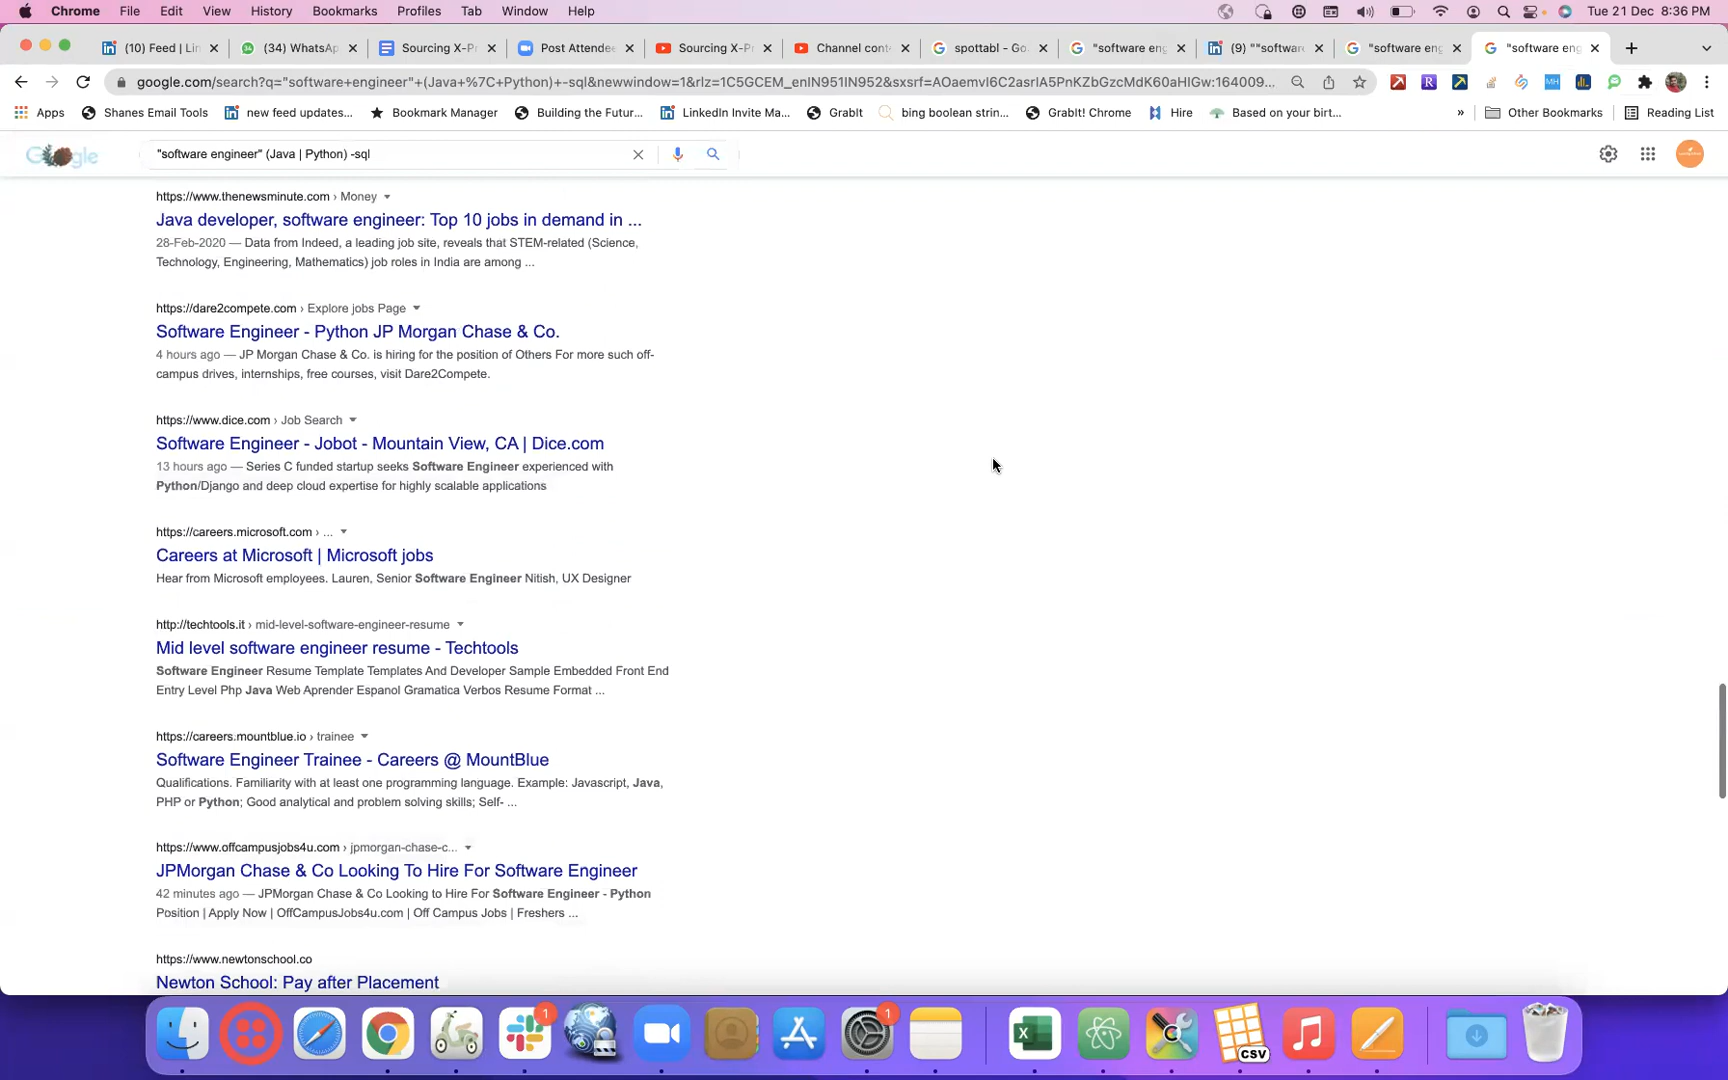 Chrome File Edit View History Bookmarks Profiles Tab Window Help Tue 21 Dec 8:36 PM
(10) Feed | Lin (34) WhatsAp Sourcing X-Pr Post Attendee Sourcing X-Pr Channel cont spottabl - Go "software eng (9) ""software "software eng "software eng
google.com/search?q="software+engineer"+(Java+%7C+Python)+-sql&newwindow=1&rlz=1C5GCEM_enIN951IN952&sxsrf=AOaemvI6C2asrIA5PnKZbGzcMdK60aHIGw:164009...
Apps Shanes Email Tools new feed updates... Bookmark Manager Building the Futur... LinkedIn Invite Ma... GrabIt bing boolean strin... GrabIt! Chrome Hire Based on your birt... » Other Bookmarks Reading List
Google "software engineer" (Java | Python) -sql
https://www.thenewsminute.com › Money
Java developer, software engineer: Top 10 jobs in demand in ...
28-Feb-2020 — Data from Indeed, a leading job site, reveals that STEM-related (Science,
Technology, Engineering, Mathematics) job roles in India are among ...
https://dare2compete.com › Explore jobs Page
Software Engineer - Python JP Morgan Chase & Co.
4 hours ago — JP Morgan Chase & Co. is hiring for the position of Others For more such off-
campus drives, internships, free courses, visit Dare2Compete.
https://www.dice.com › Job Search
Software Engineer - Jobot - Mountain View, CA | Dice.com
13 hours ago — Series C funded startup seeks Software Engineer experienced with
Python/Django and deep cloud expertise for highly scalable applications
https://careers.microsoft.com › ...
Careers at Microsoft | Microsoft jobs
Hear from Microsoft employees. Lauren, Senior Software Engineer Nitish, UX Designer
http://techtools.it › mid-level-software-engineer-resume
Mid level software engineer resume - Techtools
Software Engineer Resume Template Templates And Developer Sample Embedded Front End
Entry Level Php Java Web Aprender Espanol Gramatica Verbos Resume Format ...
https://careers.mountblue.io › trainee
Software Engineer Trainee - Careers @ MountBlue
Qualifications. Familiarity with at least one programming language. Example: Javascript, Java,
PHP or Python; Good analytical and problem solving skills; Self- ...
https://www.offcampusjobs4u.com › jpmorgan-chase-c...
JPMorgan Chase & Co Looking To Hire For Software Engineer
42 minutes ago — JPMorgan Chase & Co Looking to Hire For Software Engineer - Python
Position | Apply Now | OffCampusJobs4u.com | Off Campus Jobs | Freshers ...
https://www.newtonschool.co
Newton School: Pay after Placement
1 1
CSV